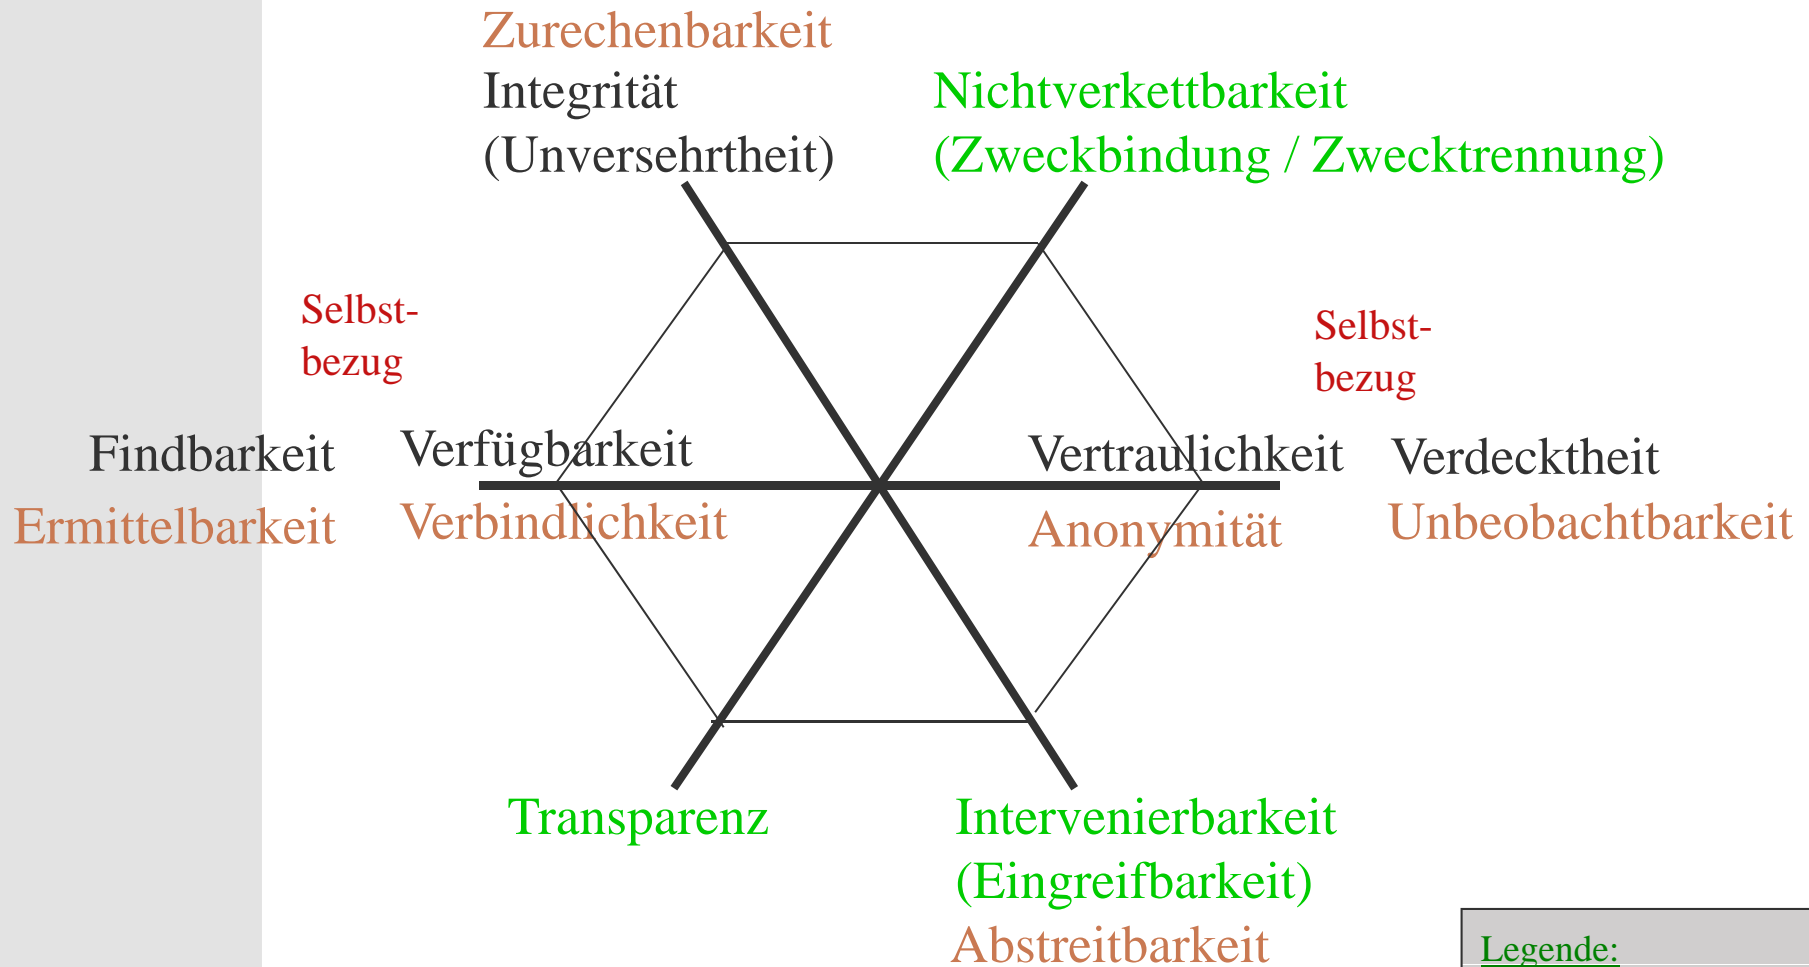 Zurechenbarkeit
Integrität
(Unversehrtheit)
Nichtverkettbarkeit
(Zweckbindung / Zwecktrennung)
Selbst-
bezug
Selbst-
bezug
Findbarkeit
Ermittelbarkeit
Verfügbarkeit
Verbindlichkeit
Vertraulichkeit
Anonymität
Verdecktheit
Unbeobachtbarkeit
Transparenz
Intervenierbarkeit
(Eingreifbarkeit)
Abstreitbarkeit
Legende: